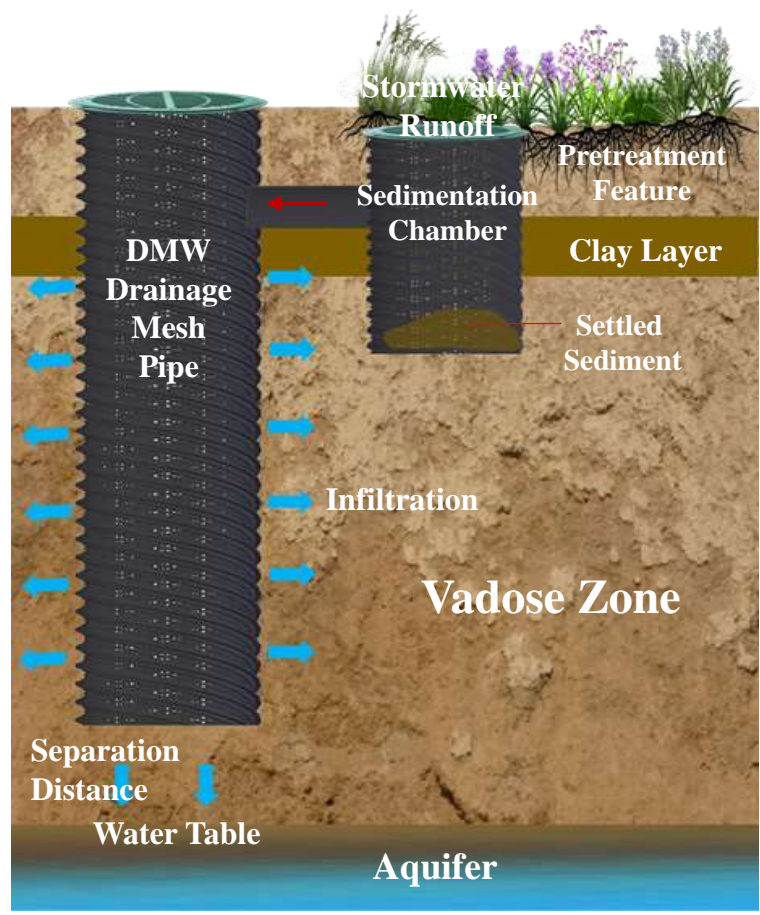 Stormwater
Runoff
Pretreatment
Feature
Sedimentation
Chamber
DMW
Drainage
Mesh
Pipe
Clay Layer
Settled
Sediment
Infiltration
Vadose Zone
Separation
Distance
Water Table
Aquifer